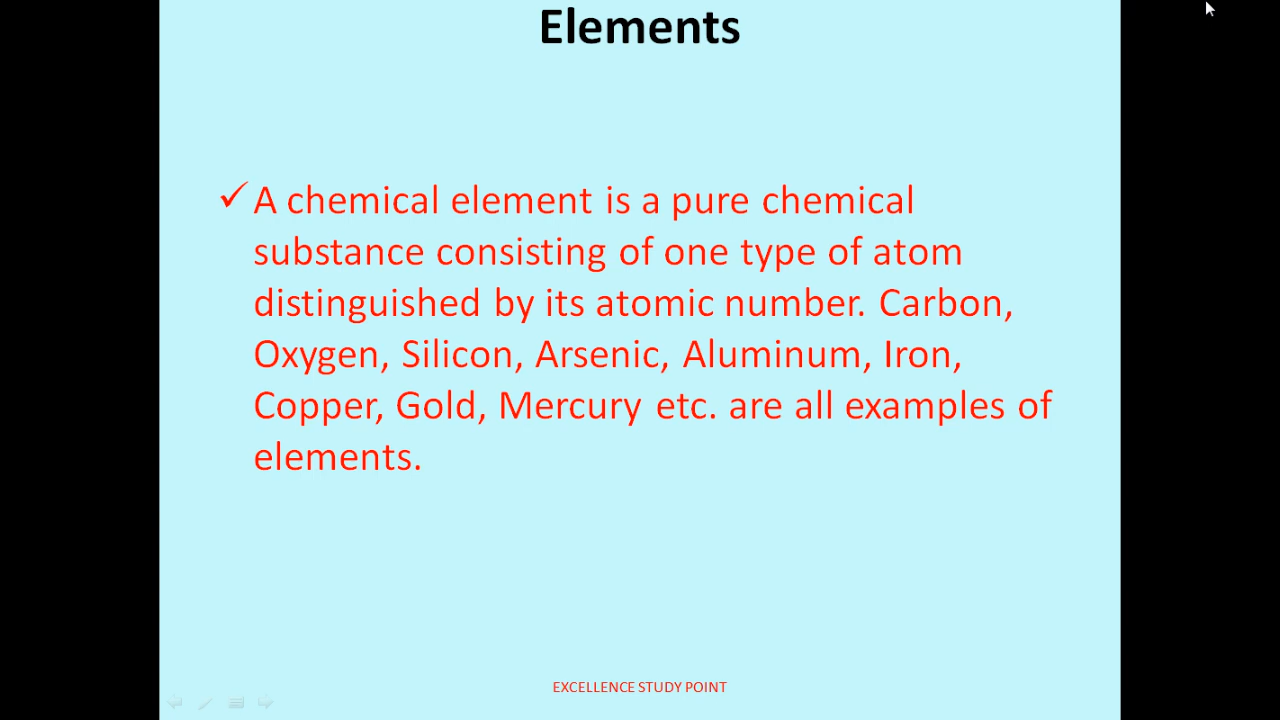 Elements
✓ A chemical element is a pure chemical
substance consisting of one type of atom
distinguished by its atomic number. Carbon,
Oxygen, Silicon, Arsenic, Aluminum, Iron,
Copper, Gold, Mercury etc. are all examples of
elements.
EXCELLENCE STUDY POINT